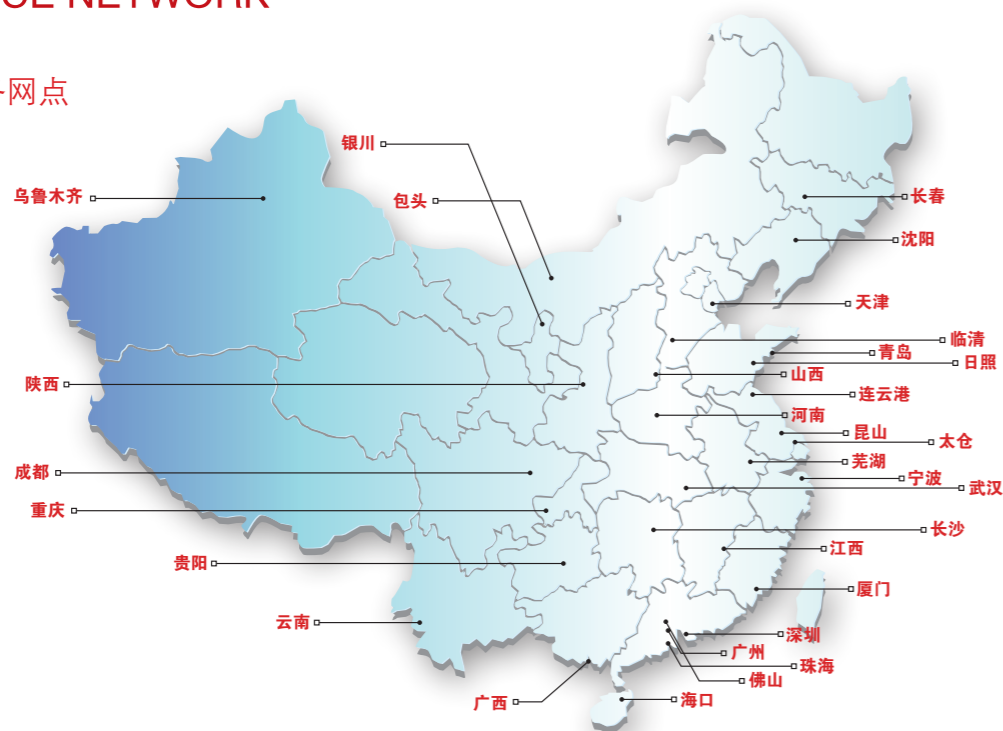 NETWORK
网点
银川
乌鲁木齐
包头
长春
沈阳
天津
临清
青岛
日照
山西
陕西
连云港
河南
昆山
太仓
芜湖
成都
宁波
武汉
重庆
长沙
江西
贵阳
厦门
云南
深圳
广州
珠海
佛山
广西
海口